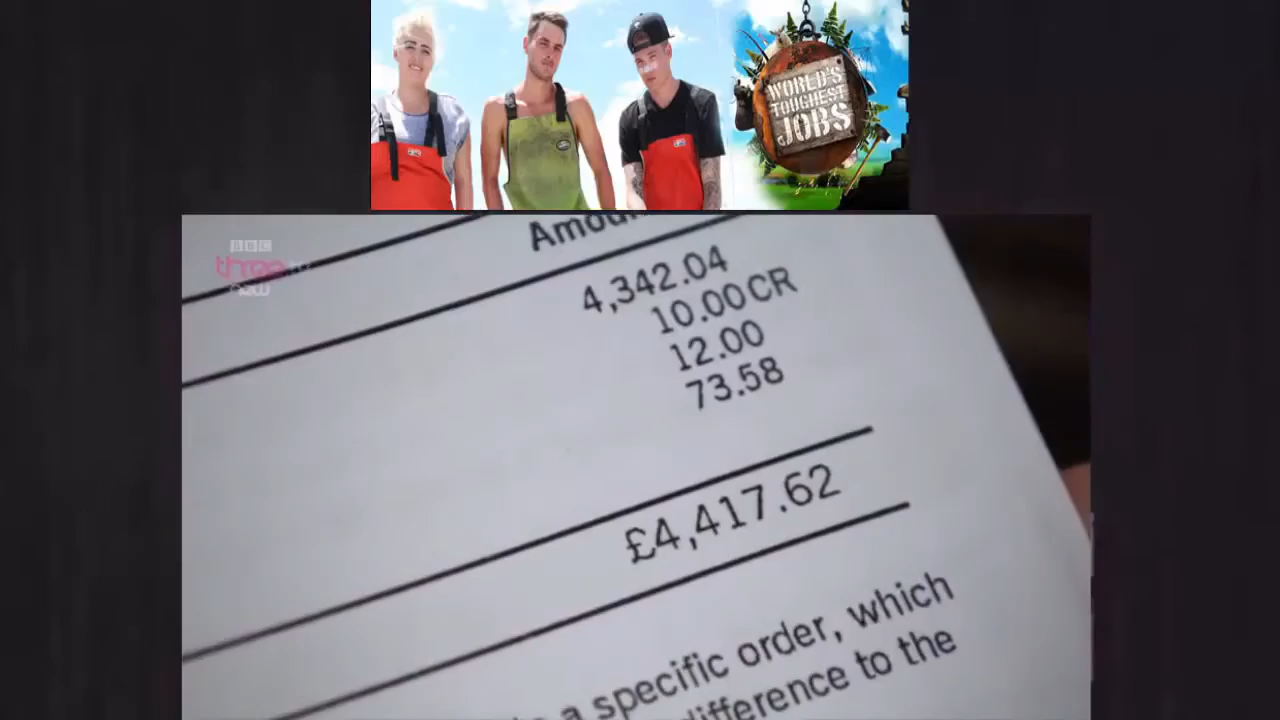 WORLD'S
TOUGHEST
JOBS
BBC
three
new
4,342.04
10.00CR
12.00
73.58
£4,417.62
a specific order, which
difference to the